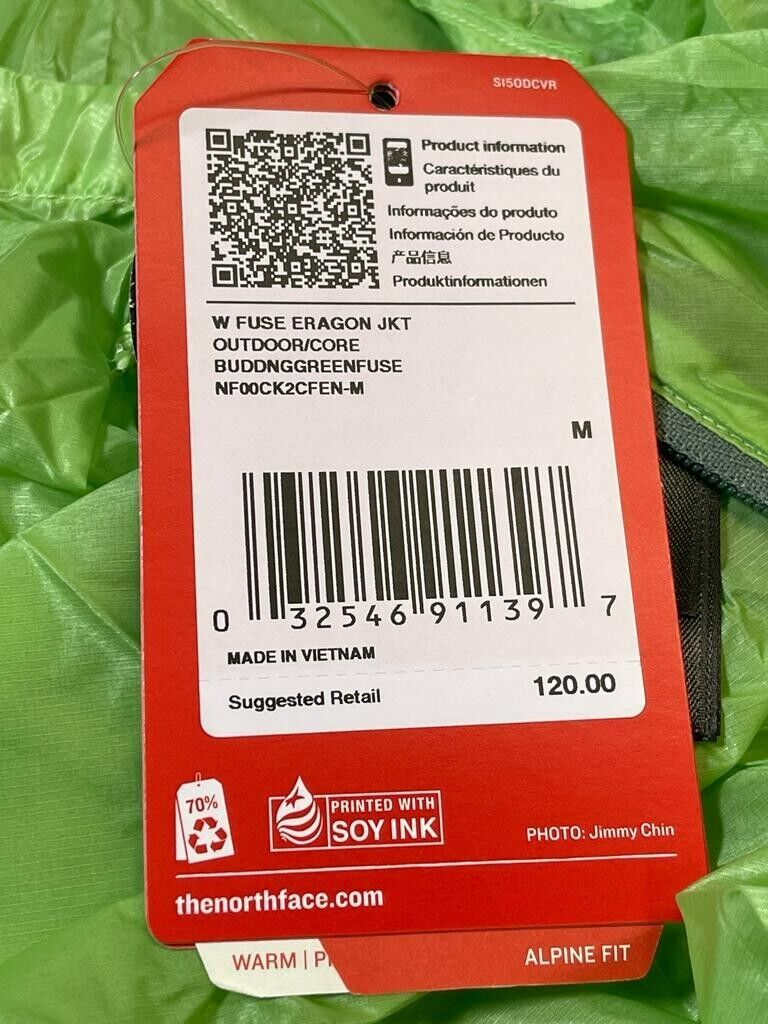 SI50DCVR
Product information
Caractéristiques du
produit
Informações do produto
Información de Producto
产品信息
Produktinformationen
W FUSE ERAGON JKT
OUTDOOR/CORE
BUDDNGGREENFUSE
NF00CK2CFEN-M
M
0 32546 91139 7
MADE IN VIETNAM
Suggested Retail 120.00
70%
PRINTED WITH
SOY INK
PHOTO: Jimmy Chin
thenorthface.com
WARM |
ALPINE FIT